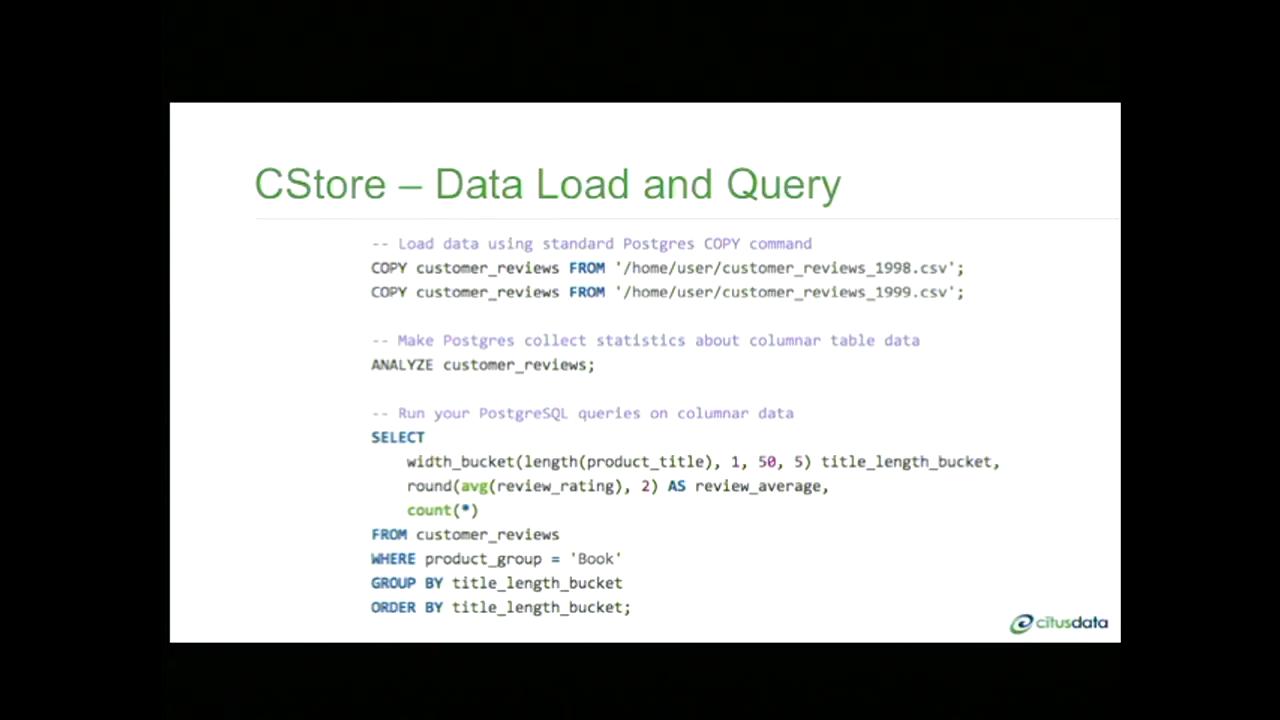 CStore – Data Load and Query
-- Load data using standard Postgres COPY command
COPY customer_reviews FROM '/home/user/customer_reviews_1998.csv';
COPY customer_reviews FROM '/home/user/customer_reviews_1999.csv';
-- Make Postgres collect statistics about columnar table data
ANALYZE customer_reviews;
-- Run your PostgreSQL queries on columnar data
SELECT
width_bucket(length(product_title), 1, 50, 5) title_length_bucket,
round(avg(review_rating), 2) AS review_average,
count(*)
FROM customer_reviews
WHERE product_group = 'Book'
GROUP BY title_length_bucket
ORDER BY title_length_bucket;
citusdata